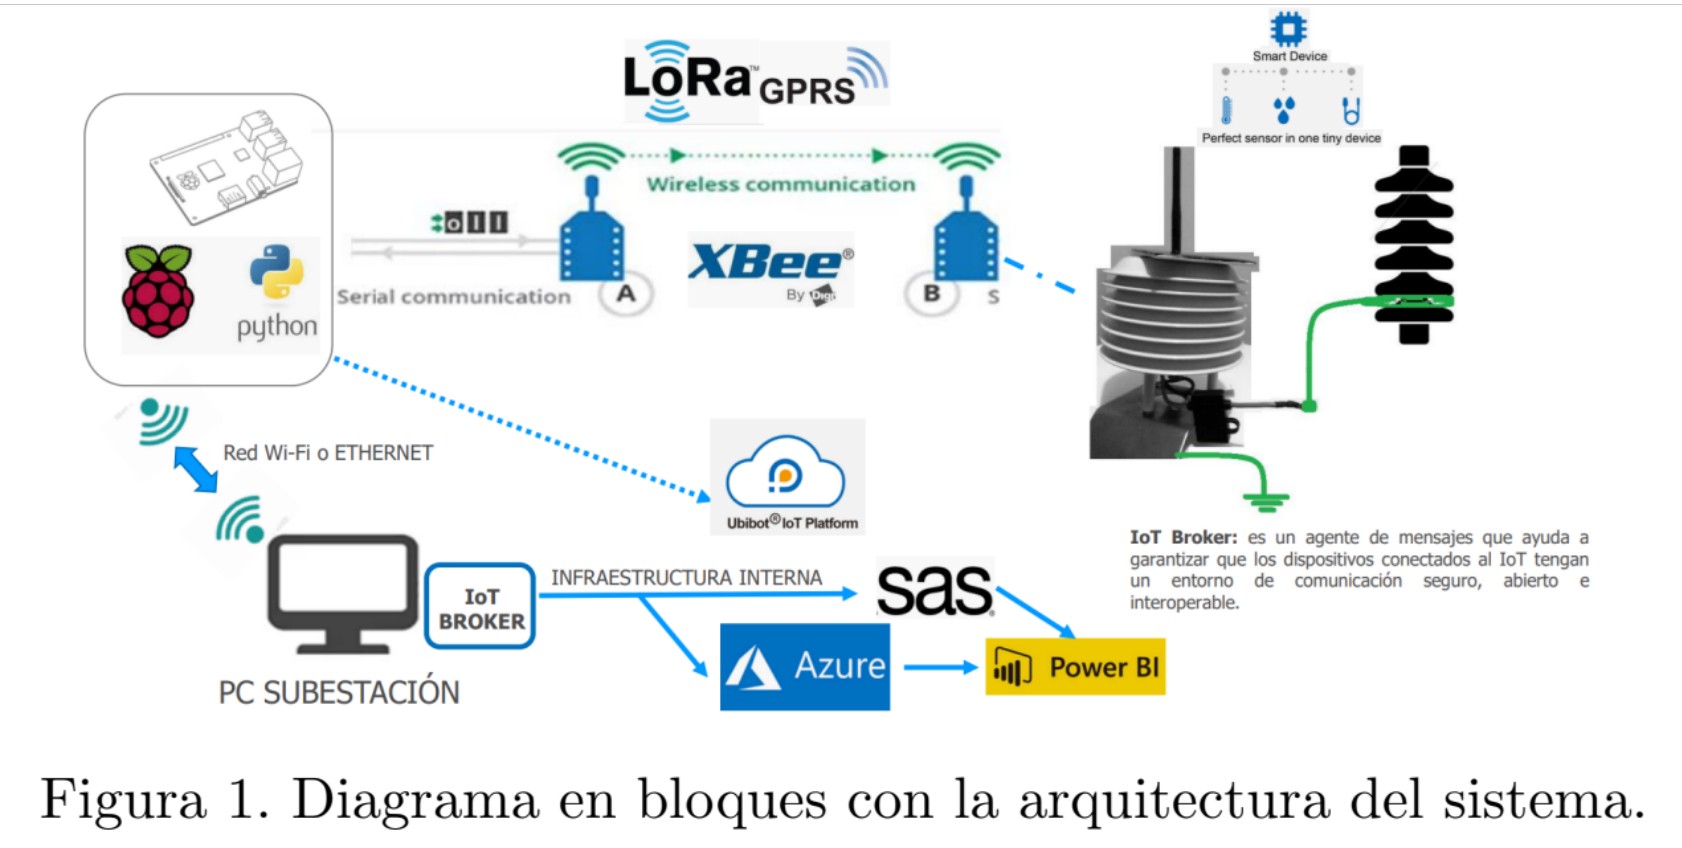 LoRa™ GPRS
Smart Device
Perfect sensor in one tiny device
Wireless communication
XBee®
By Digi
Serial communication
A
B
S
python
Red Wi-Fi o ETHERNET
Ubibot® IoT Platform
IoT Broker: es un agente de mensajes que ayuda a
garantizar que los dispositivos conectados al IoT tengan
un entorno de comunicación seguro, abierto e
interoperable.
INFRAESTRUCTURA INTERNA
sas
IoT
BROKER
Azure
Power BI
PC SUBESTACIÓN
Figura 1. Diagrama en bloques con la arquitectura del sistema.